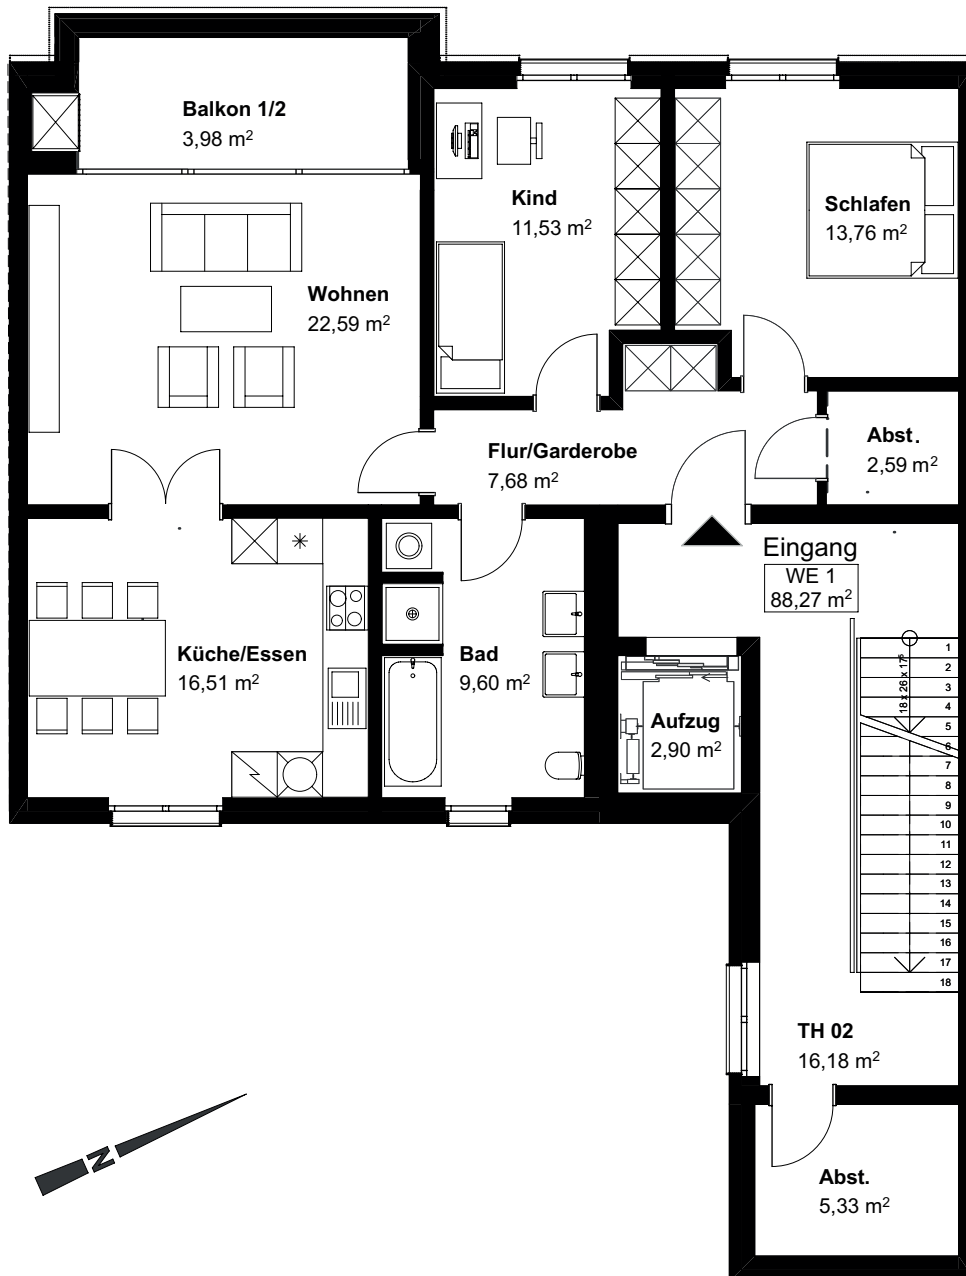 Balkon 1/2
3,98 m²
Kind
11,53 m²
Schlafen
13,76 m²
Wohnen
22,59 m²
Flur/Garderobe
7,68 m²
Abst.
2,59 m²
Eingang
WE 1
88,27 m²
Küche/Essen
16,51 m²
Bad
9,60 m²
Aufzug
2,90 m²
18 x 26 x 17⁵
1
2
3
4
5
6
7
8
9
10
11
12
13
14
15
16
17
18
TH 02
16,18 m²
N
Abst.
5,33 m²